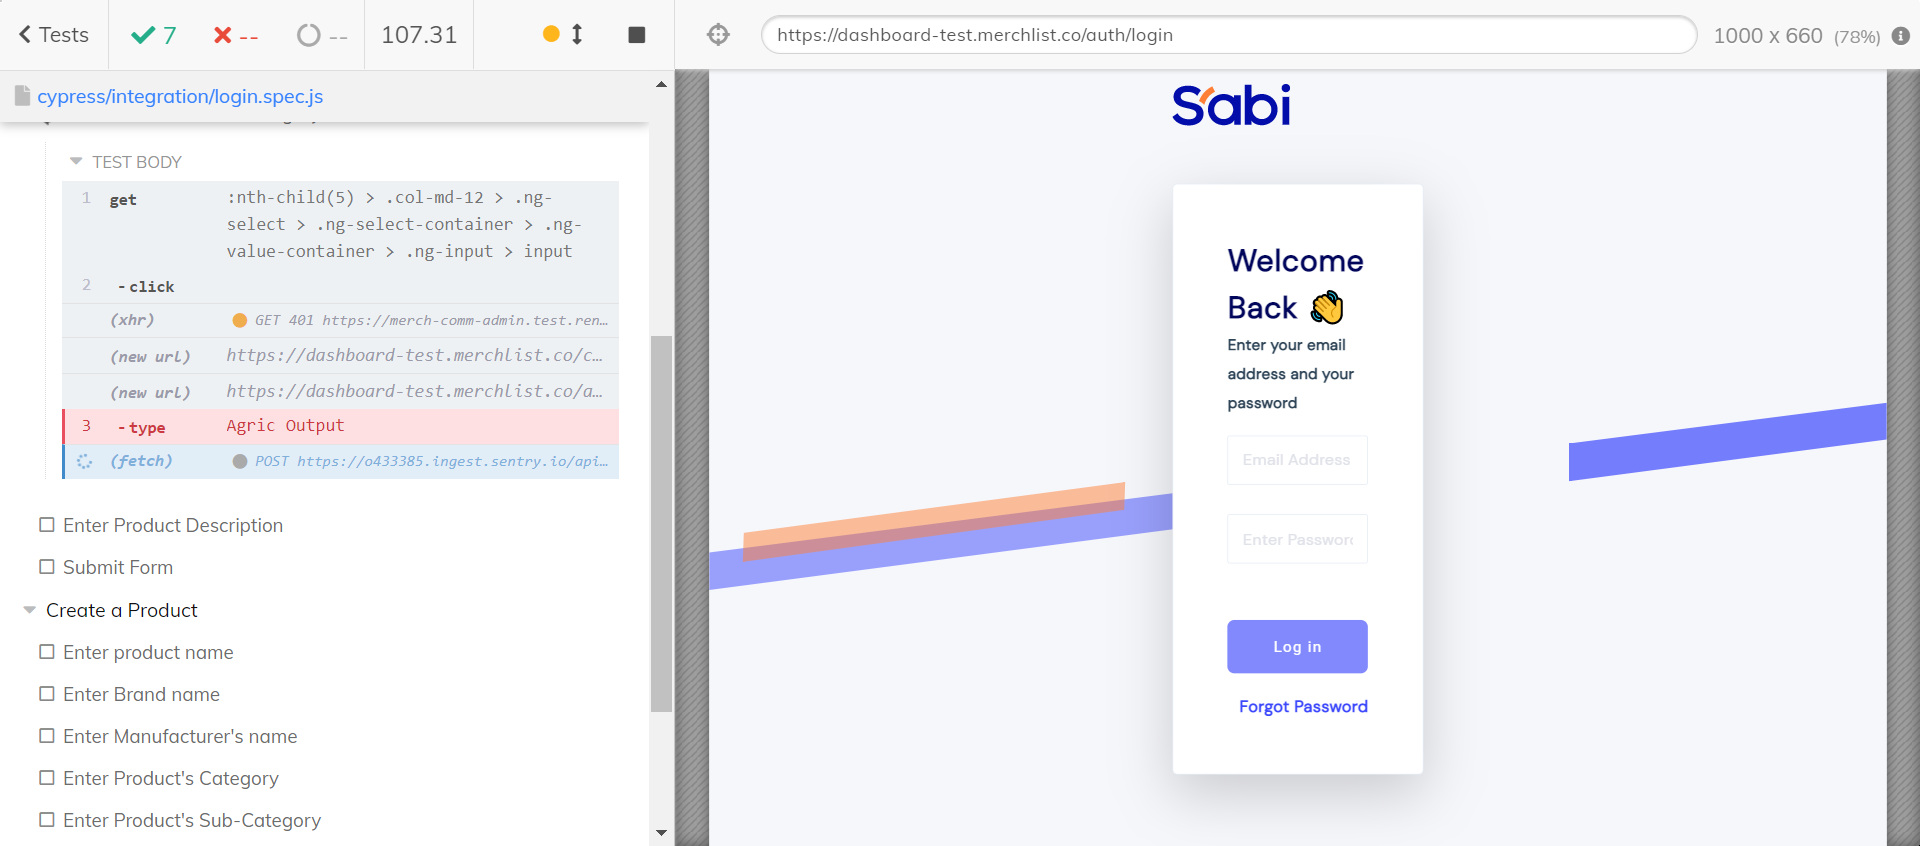 Tests
7
--
--
107.31
https://dashboard-test.merchlist.co/auth/login
1000 x 660 (78%)
cypress/integration/login.spec.js
TEST BODY
1 get :nth-child(5) > .col-md-12 > .ng-
select > .ng-select-container > .ng-
value-container > .ng-input > input
2 -click
(xhr) GET 401 https://merch-comm-admin.test.ren…
(new url) https://dashboard-test.merchlist.co/c…
(new url) https://dashboard-test.merchlist.co/a…
3 -type Agric Output
(fetch) POST https://o433385.ingest.sentry.io/api…
Enter Product Description
Submit Form
Create a Product
Enter product name
Enter Brand name
Enter Manufacturer's name
Enter Product's Category
Enter Product's Sub-Category
Sabi
Welcome
Back 👋
Enter your email
address and your
password
Email Address
Enter Password
Log in
Forgot Password